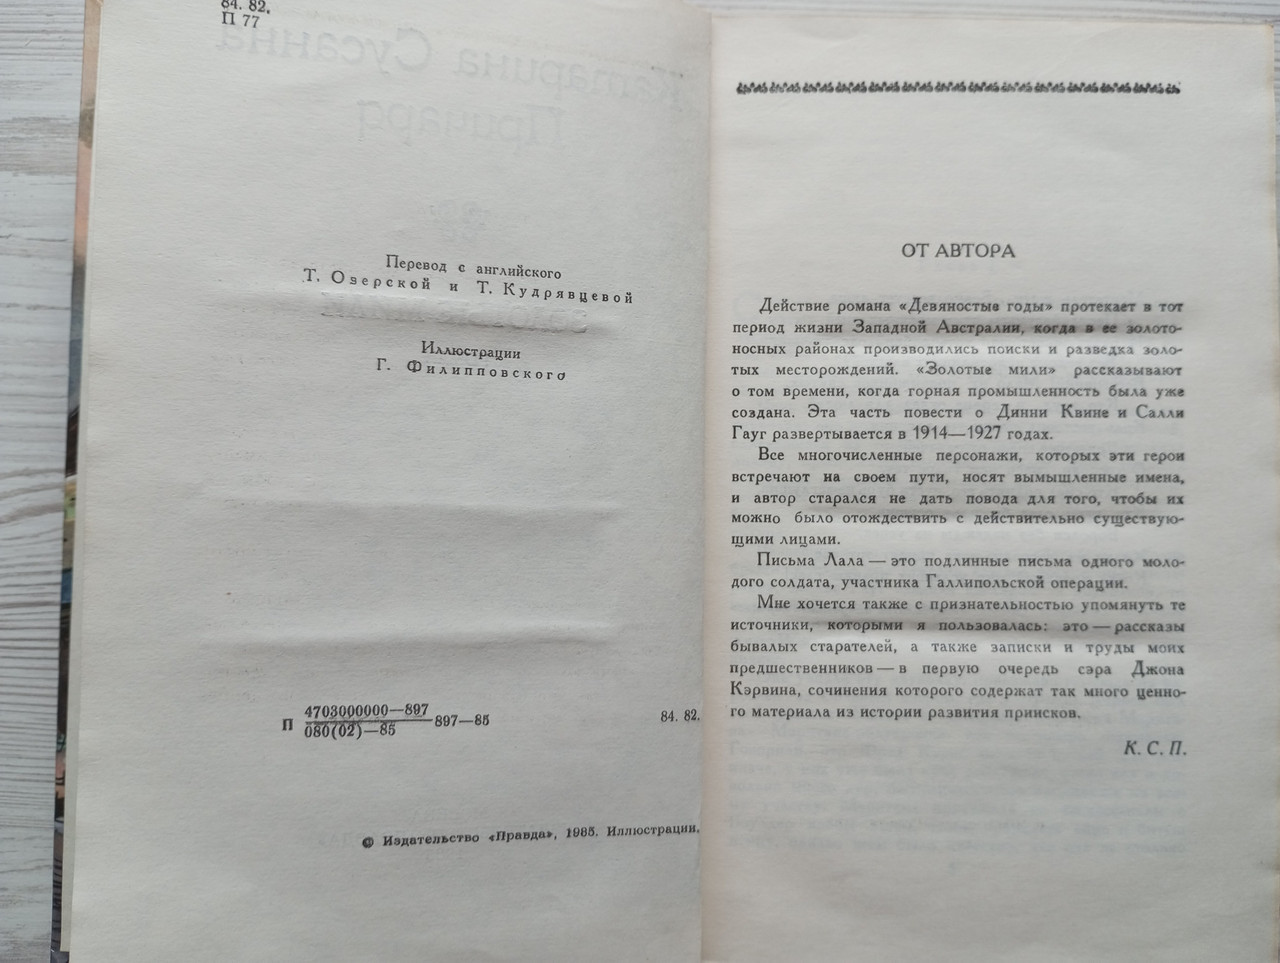 84. 82.
П 77
Перевод с английского
Т. Озерской и Т. Кудрявцевой
Иллюстрации
Г. Филипповского
П 4703000000—897
080(02)—85 897—85
84. 82.
© Издательство «Правда», 1985. Иллюстрации.
ОТ АВТОРА
Действие романа «Девяностые годы» протекает в тот
период жизни Западной Австралии, когда в ее золото-
носных районах производились поиски и разведка золо-
тых месторождений. «Золотые мили» рассказывают
о том времени, когда горная промышленность была уже
создана. Эта часть повести о Динни Квине и Салли
Гауг развертывается в 1914—1927 годах.
Все многочисленные персонажи, которых эти герои
встречают на своем пути, носят вымышленные имена,
и автор старался не дать повода для того, чтобы их
можно было отождествить с действительно существую-
щими лицами.
Письма Лала — это подлинные письма одного моло-
дого солдата, участника Галлипольской операции.
Мне хочется также с признательностью упомянуть те
источники, которыми я пользовалась: это — рассказы
бывалых старателей, а также записки и труды моих
предшественников — в первую очередь сэра Джона
Кэрвина, сочинения которого содержат так много ценно-
го материала из истории развития приисков.
К. С. П.